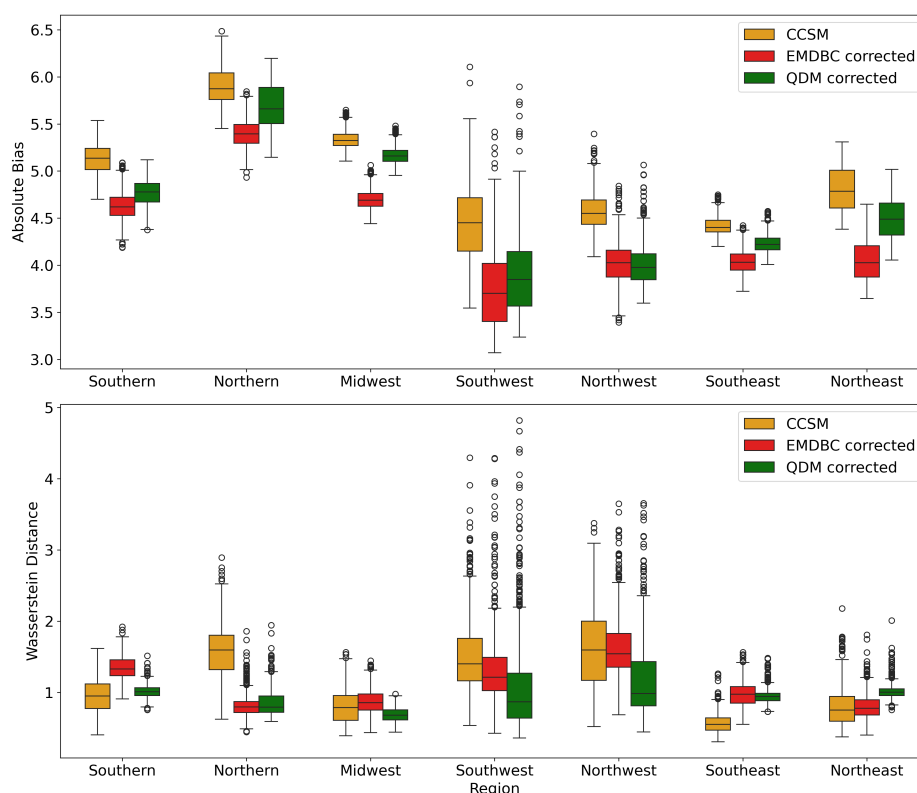 Absolute Bias
6.5
6.0
5.5
5.0
4.5
4.0
3.5
3.0
CCSM
EMDBC corrected
QDM corrected
Southern Northern Midwest Southwest Northwest Southeast Northeast
Wasserstein Distance
5
4
3
2
1
CCSM
EMDBC corrected
QDM corrected
Southern Northern Midwest Southwest Northwest Southeast Northeast
Region